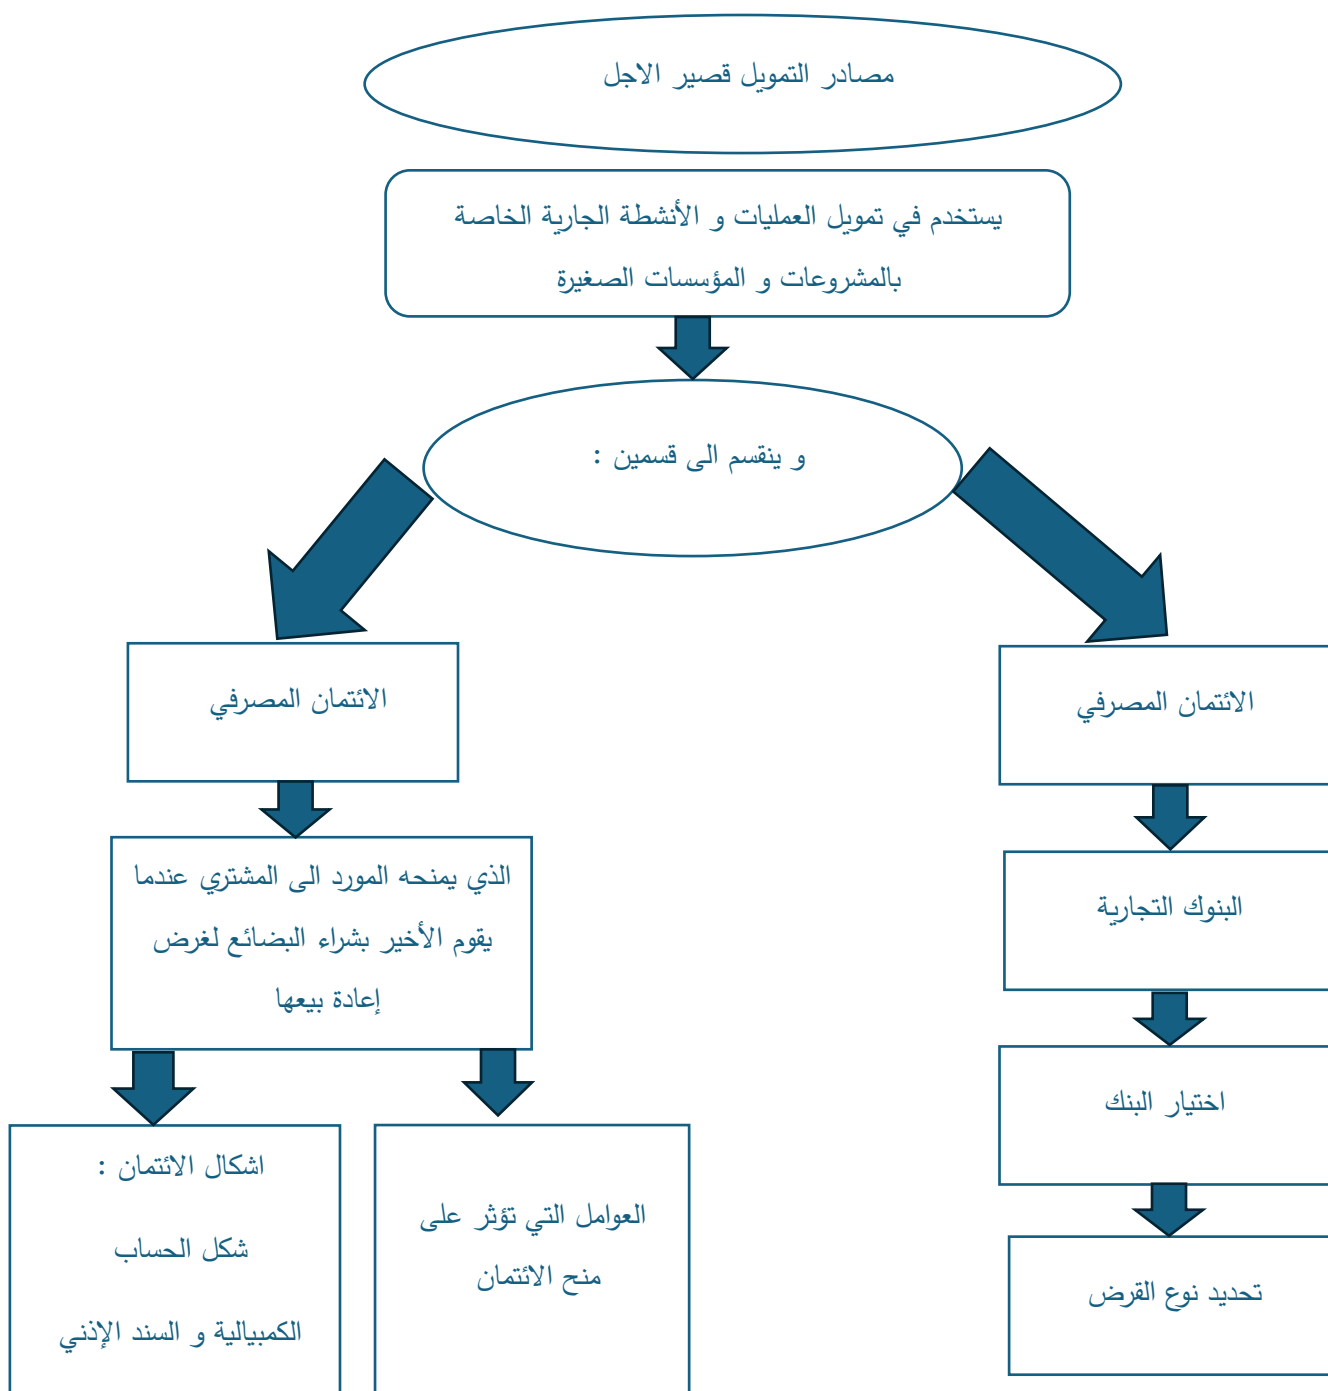 مصادر التمويل قصير الاجل
يستخدم في تمويل العمليات و الأنشطة الجارية الخاصة
بالمشروعات و المؤسسات الصغيرة
و ينقسم الى قسمين :
الائتمان المصرفي
البنوك التجارية
اختيار البنك
تحديد نوع القرض
الائتمان المصرفي
الذي يمنحه المورد الى المشتري عندما
يقوم الأخير بشراء البضائع لغرض
إعادة بيعها
العوامل التي تؤثر على
منح الائتمان
اشكال الائتمان :
شكل الحساب
الكمبيالية و السند الإذني